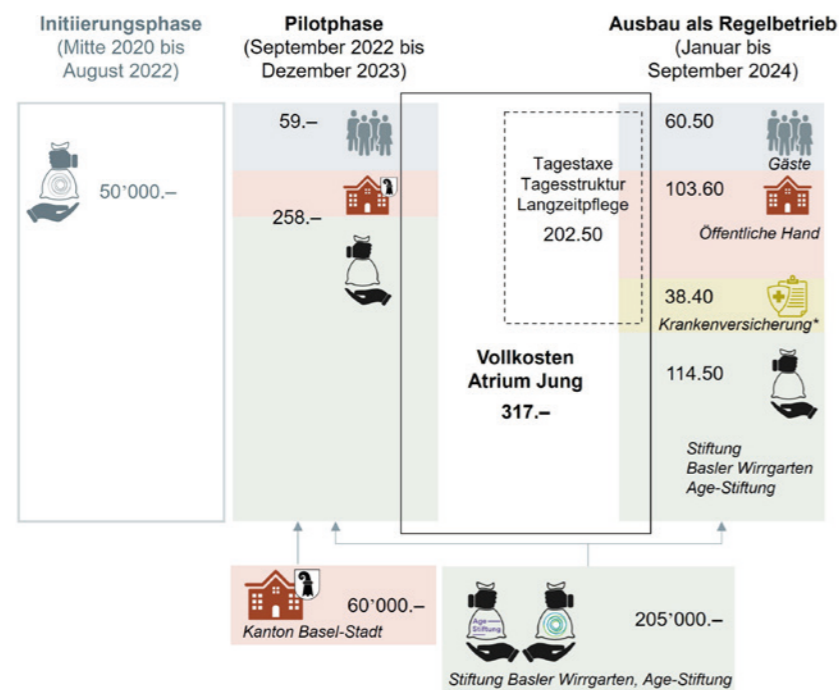 Initiierungsphase
(Mitte 2020 bis
August 2022)
Pilotphase
(September 2022 bis
Dezember 2023)
Ausbau als Regelbetrieb
(Januar bis
September 2024)
50’000.–
59.–
258.–
Tagestaxe
Tagesstruktur
Langzeitpflege
202.50
Vollkosten
Atrium Jung
317.–
60.50
Gäste
103.60
Öffentliche Hand
38.40
Krankenversicherung*
114.50
Stiftung
Basler Wirrgarten
Age-Stiftung
60’000.–
Kanton Basel-Stadt
Age
Stiftung
205’000.–
Stiftung Basler Wirrgarten, Age-Stiftung